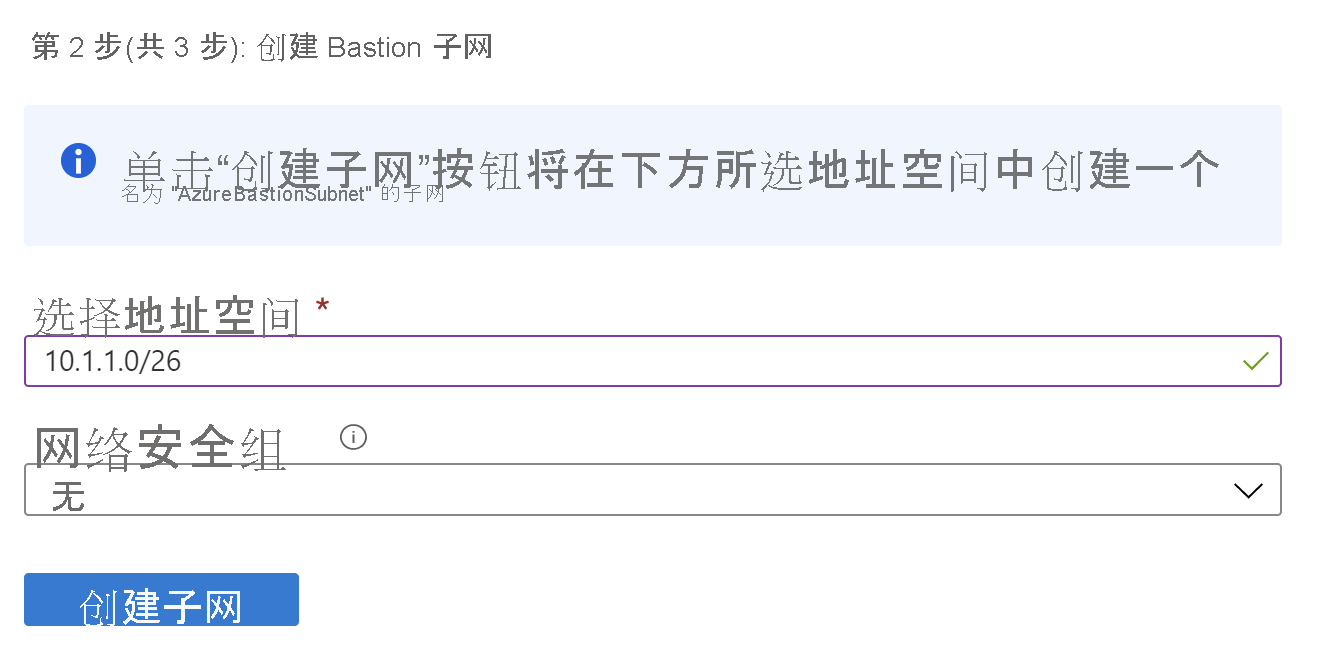 第 2 步(共 3 步): 创建 Bastion 子网
单击“创建子网”按钮将在下方所选地址空间中创建一个
名为 "AzureBastionSubnet" 的子网
选择地址空间 *
10.1.1.0/26
网络安全组
无
创建子网